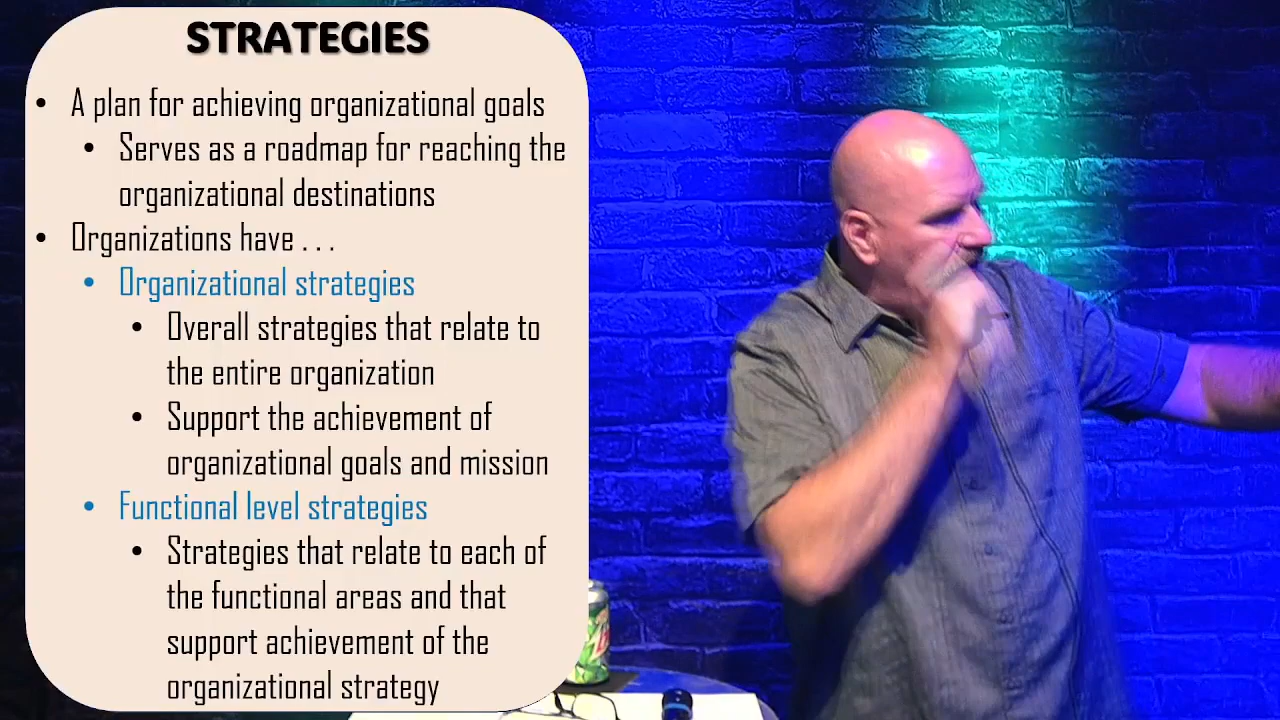 STRATEGIES
• A plan for achieving organizational goals
• Serves as a roadmap for reaching the
organizational destinations
• Organizations have . . .
• Organizational strategies
• Overall strategies that relate to
the entire organization
• Support the achievement of
organizational goals and mission
• Functional level strategies
• Strategies that relate to each of
the functional areas and that
support achievement of the
organizational strategy